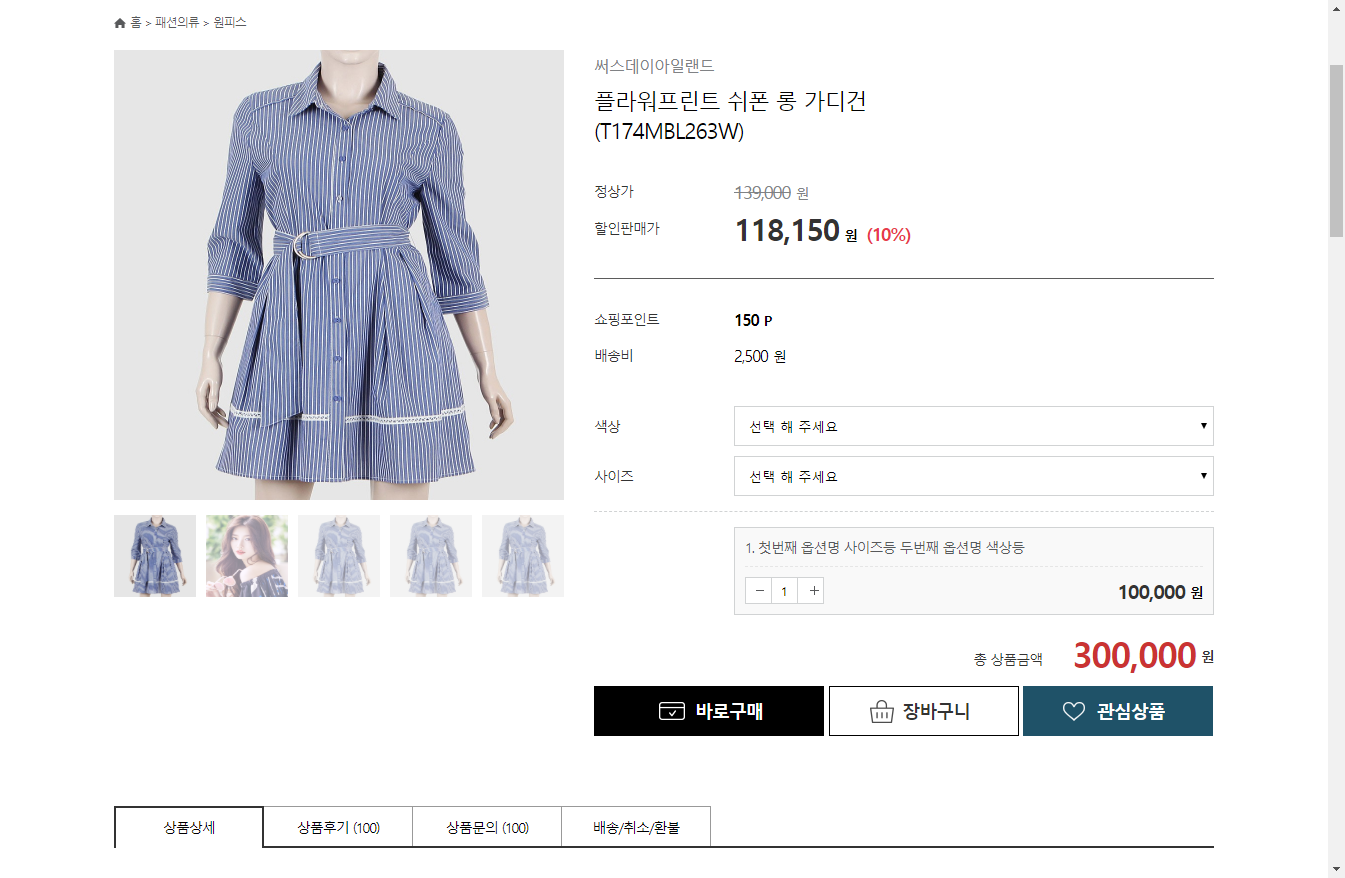 홈 > 패션의류 > 원피스
써스데이아일랜드
플라워프린트 쉬폰 롱 가디건
(T174MBL263W)
정상가 139,000 원
할인판매가 118,150 원 (10%)
쇼핑포인트 150 P
배송비 2,500 원
색상 선택 해 주세요
사이즈 선택 해 주세요
1. 첫번째 옵션명 사이즈등 두번째 옵션명 색상등
− 1 + 100,000 원
총 상품금액 300,000 원
바로구매 장바구니 관심상품
상품상세 상품후기 (100) 상품문의 (100) 배송/취소/환불